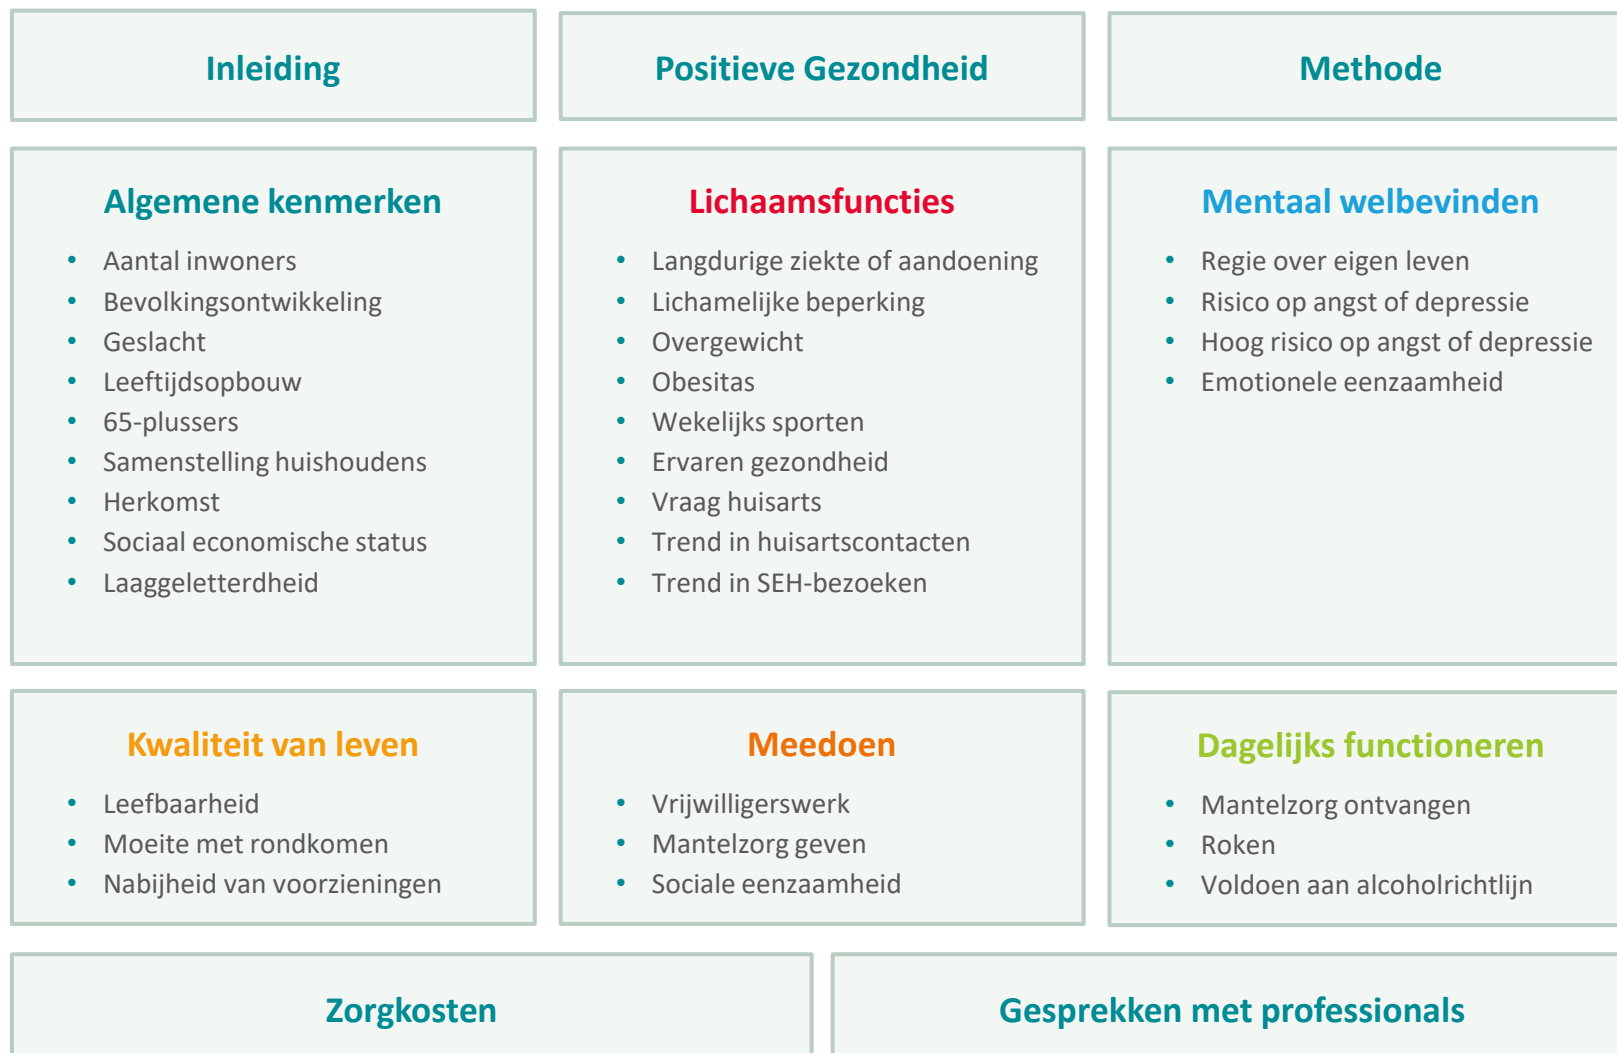 Inleiding
Positieve Gezondheid
Methode
Algemene kenmerken
• Aantal inwoners
• Bevolkingsontwikkeling
• Geslacht
• Leeftijdsopbouw
• 65-plussers
• Samenstelling huishoudens
• Herkomst
• Sociaal economische status
• Laaggeletterdheid
Lichaamsfuncties
• Langdurige ziekte of aandoening
• Lichamelijke beperking
• Overgewicht
• Obesitas
• Wekelijks sporten
• Ervaren gezondheid
• Vraag huisarts
• Trend in huisartscontacten
• Trend in SEH-bezoeken
Mentaal welbevinden
• Regie over eigen leven
• Risico op angst of depressie
• Hoog risico op angst of depressie
• Emotionele eenzaamheid
Kwaliteit van leven
• Leefbaarheid
• Moeite met rondkomen
• Nabijheid van voorzieningen
Meedoen
• Vrijwilligerswerk
• Mantelzorg geven
• Sociale eenzaamheid
Dagelijks functioneren
• Mantelzorg ontvangen
• Roken
• Voldoen aan alcoholrichtlijn
Zorgkosten
Gesprekken met professionals